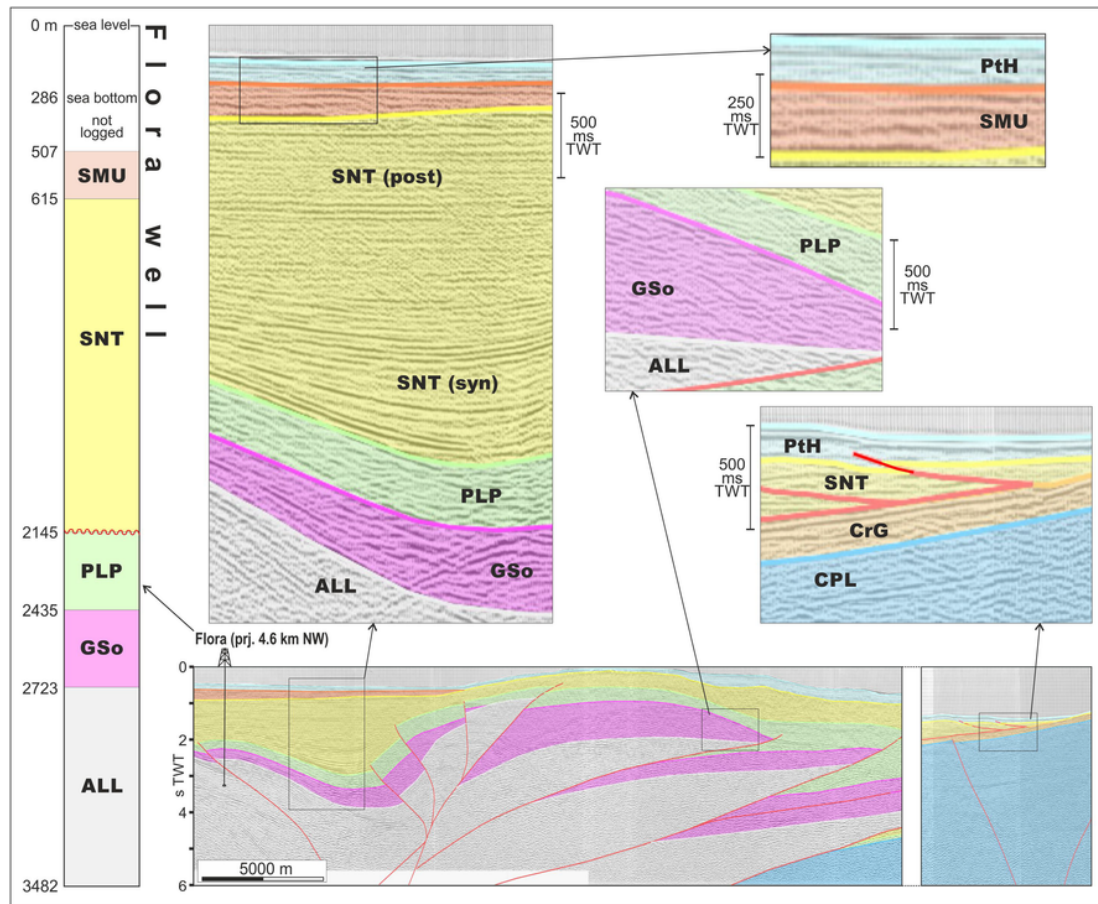 0 m
sea level
286
sea bottom
not
logged
507
SMU
615
SNT
2145
PLP
2435
GSo
2723
ALL
3482
Flora well
SNT (post)
SNT (syn)
PLP
GSo
ALL
500
ms
TWT
PtH
SMU
250
ms
TWT
PLP
GSo
ALL
500
ms
TWT
PtH
SNT
CrG
CPL
500
ms
TWT
Flora (prj. 4.6 km NW)
0
2
4
6
s TWT
5000 m